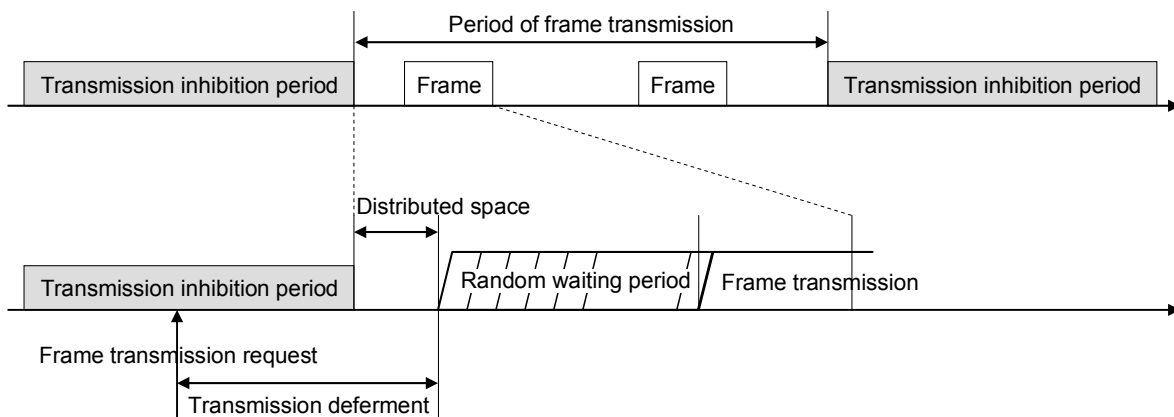 Period of frame transmission
Transmission inhibition period
Frame
Frame
Transmission inhibition period
Distributed space
Transmission inhibition period
Random waiting period
Frame transmission
Frame transmission request
Transmission deferment